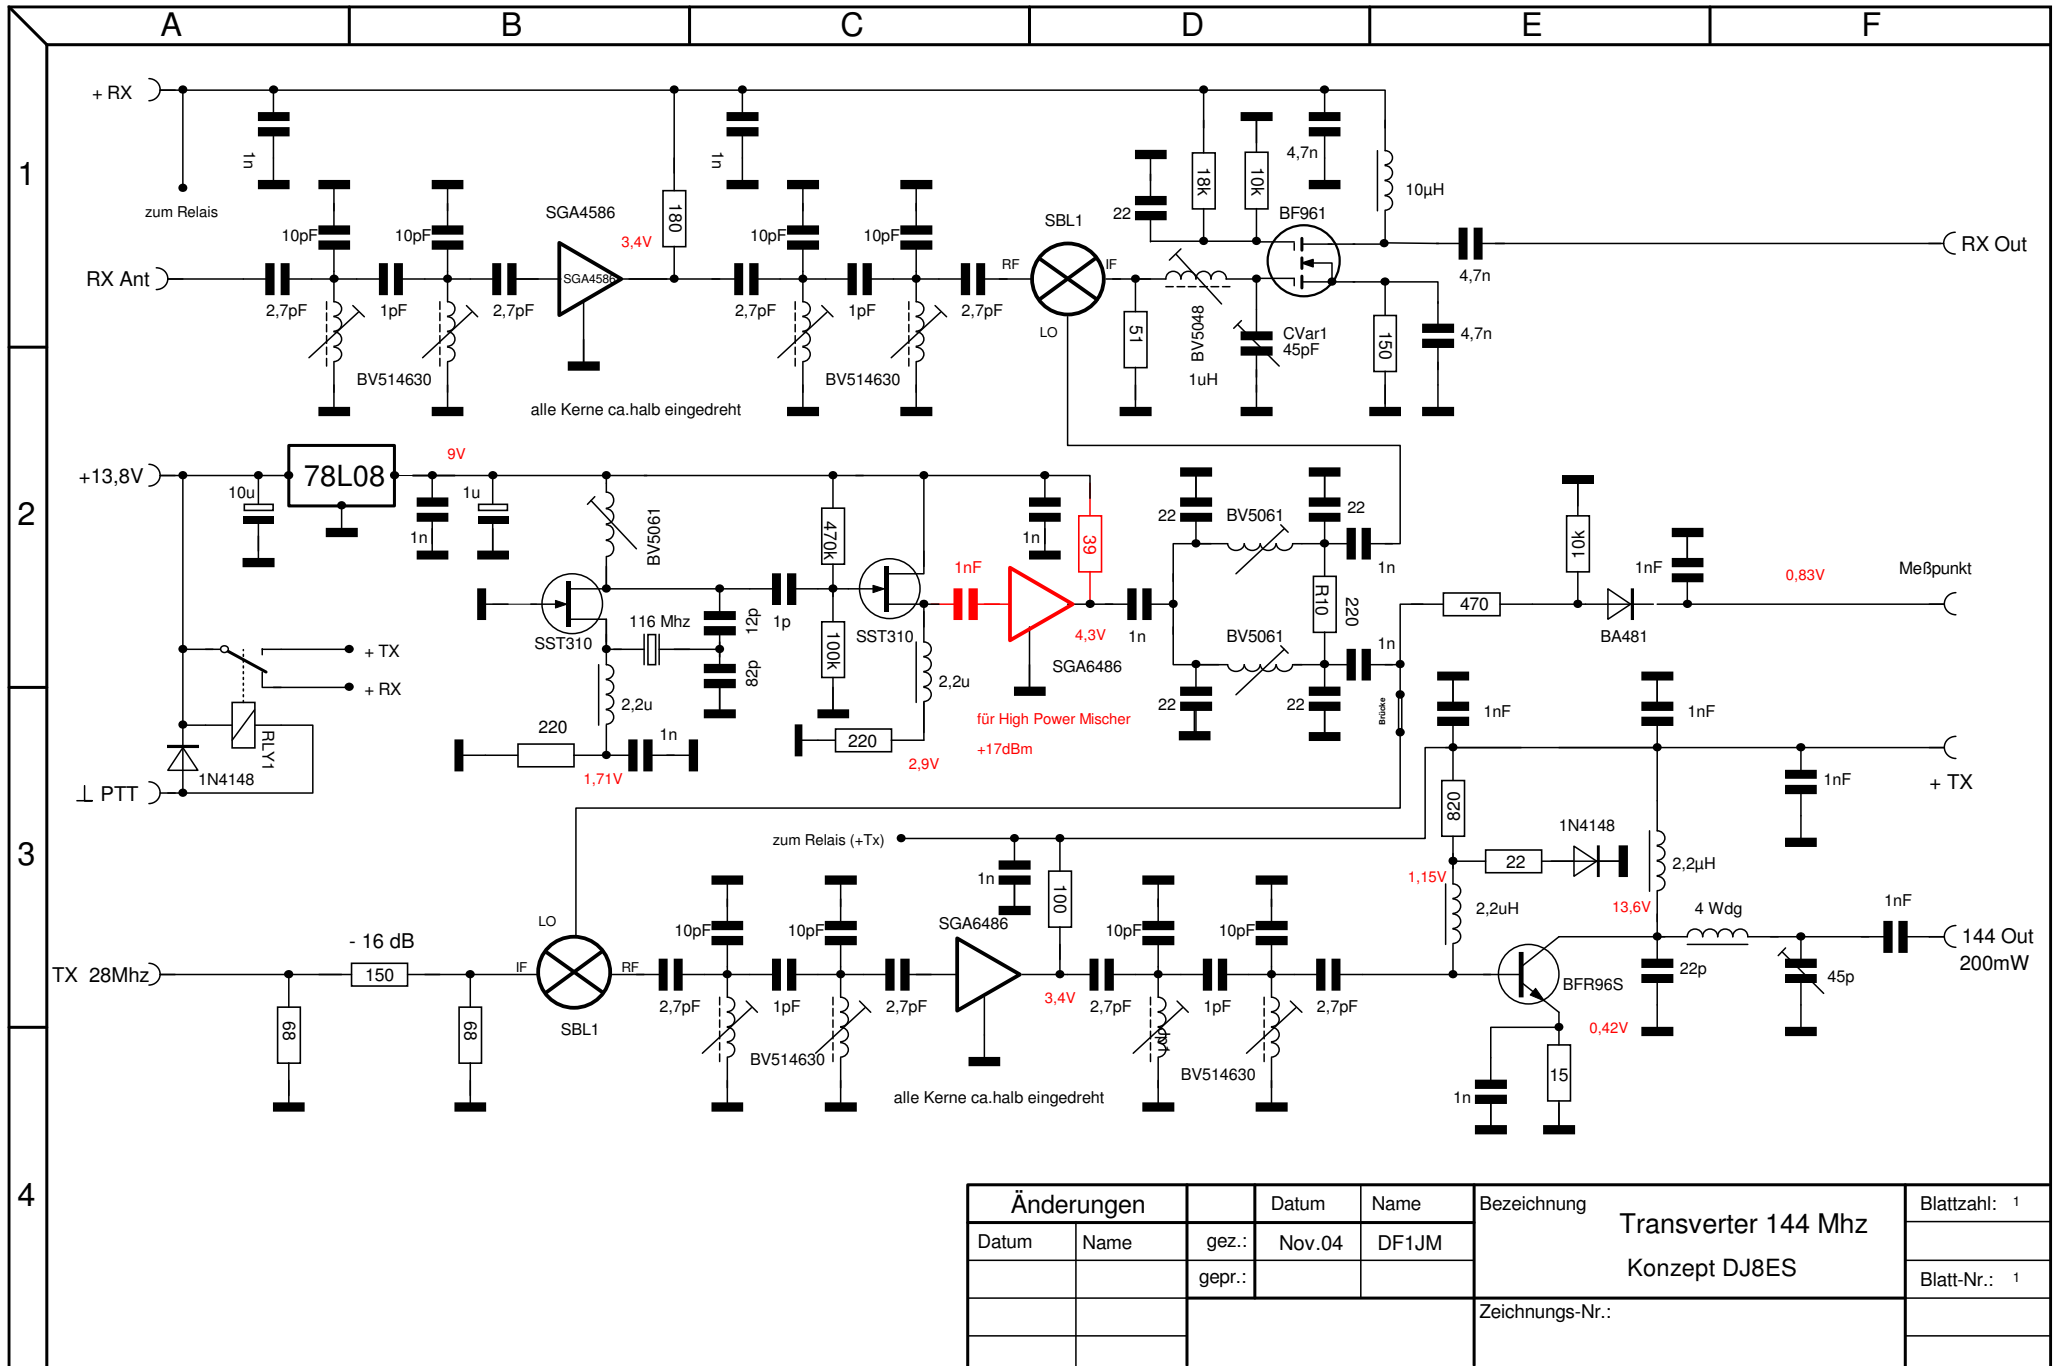 A B C D E F
1
+ RX
1n
1n
zum Relais
10pF
10pF
SGA4586
SGA4586
3,4V
180
10pF
10pF
RX Ant
2,7pF
1pF
2,7pF
2,7pF
1pF
2,7pF
BV514630
BV514630
alle Kerne ca.halb eingedreht
SBL1
RF
IF
LO
22
18k
10k
4,7n
BF961
10µH
4,7n
RX Out
51
BV5048
1uH
CVar1
45pF
150
4,7n
2
+13,8V
10u
78L08
9V
1n
1u
BV5061
470k
1n
39
22
BV5061
22
1n
10k
1nF
0,83V
Meßpunkt
SST310
116 Mhz
12p
82p
1p
100k
SST310
1nF
4,3V
SGA6486
1n
R10
220
BV5061
1n
470
BA481
+ TX
+ RX
RLY1
1N4148
⊥ PTT
220
2,2u
1n
1,71V
220
2,2u
2,9V
für High Power Mischer
+17dBm
22
22
Brücke
1nF
1nF
1nF
+ TX
3
zum Relais (+Tx)
1n
100
820
1N4148
22
1,15V
2,2µH
2,2uH
13,6V
4 Wdg
1nF
144 Out
200mW
- 16 dB
TX 28Mhz
150
68
68
LO
IF
RF
SBL1
10pF
10pF
SGA6486
3,4V
10pF
10pF
2,7pF
1pF
2,7pF
2,7pF
1pF
2,7pF
BV514630
dp1
BV514630
alle Kerne ca.halb eingedreht
BFR96S
22p
45p
0,42V
1n
15
4
Änderungen Datum Name Bezeichnung Transverter 144 Mhz Blattzahl: 1
Datum Name gez.: Nov.04 DF1JM
gepr.: Konzept DJ8ES Blatt-Nr.: 1
Zeichnungs-Nr.: